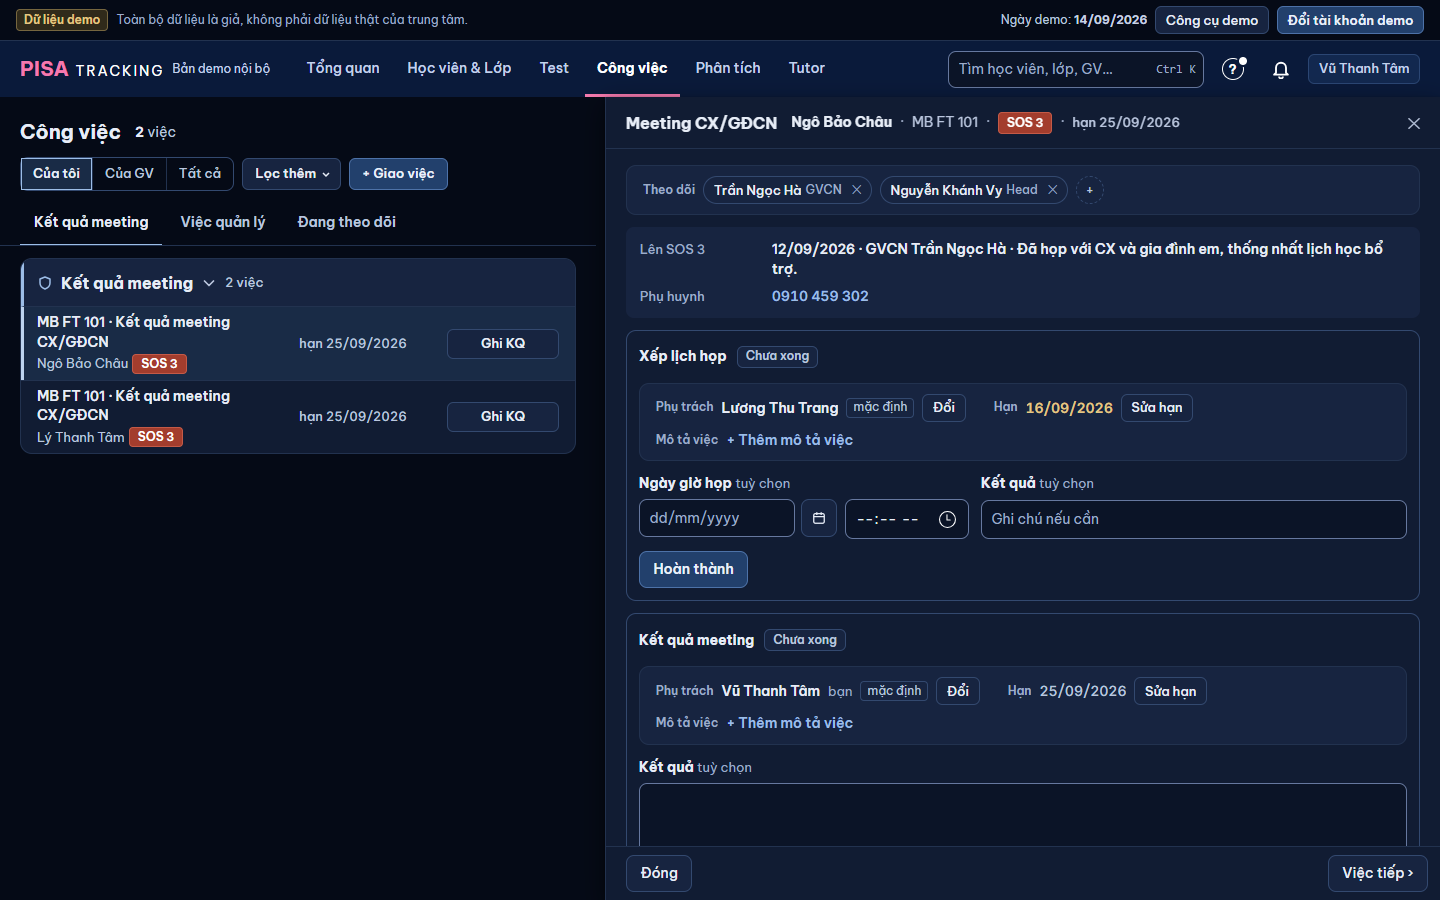 Dữ liệu demo Toàn bộ dữ liệu là giả, không phải dữ liệu thật của trung tâm. Ngày demo: 14/09/2026 Công cụ demo Đổi tài khoản demo
PISA TRACKING Bản demo nội bộ Tổng quan Học viên & Lớp Test Công việc Phân tích Tutor Tìm học viên, lớp, GV... Ctrl K ? Vũ Thanh Tâm
Công việc 2 việc
Của tôi Của GV Tất cả Lọc thêm + Giao việc
Kết quả meeting Việc quản lý Đang theo dõi
Kết quả meeting 2 việc
MB FT 101 · Kết quả meeting
CX/GĐCN
Ngô Bảo Châu SOS 3
hạn 25/09/2026
Ghi KQ
MB FT 101 · Kết quả meeting
CX/GĐCN
Lý Thanh Tâm SOS 3
hạn 25/09/2026
Ghi KQ
Meeting CX/GĐCN Ngô Bảo Châu · MB FT 101 · SOS 3 · hạn 25/09/2026
Theo dõi Trần Ngọc Hà GVCN Nguyễn Khánh Vy Head +
Lên SOS 3 12/09/2026 · GVCN Trần Ngọc Hà · Đã họp với CX và gia đình em, thống nhất lịch học bổ
trợ.
Phụ huynh 0910 459 302
Xếp lịch họp Chưa xong
Phụ trách Lương Thu Trang mặc định Đổi Hạn 16/09/2026 Sửa hạn
Mô tả việc + Thêm mô tả việc
Ngày giờ họp tuỳ chọn Kết quả tuỳ chọn
dd/mm/yyyy --:-- -- Ghi chú nếu cần
Hoàn thành
Kết quả meeting Chưa xong
Phụ trách Vũ Thanh Tâm bạn mặc định Đổi Hạn 25/09/2026 Sửa hạn
Mô tả việc + Thêm mô tả việc
Kết quả tuỳ chọn
Đóng Việc tiếp ›